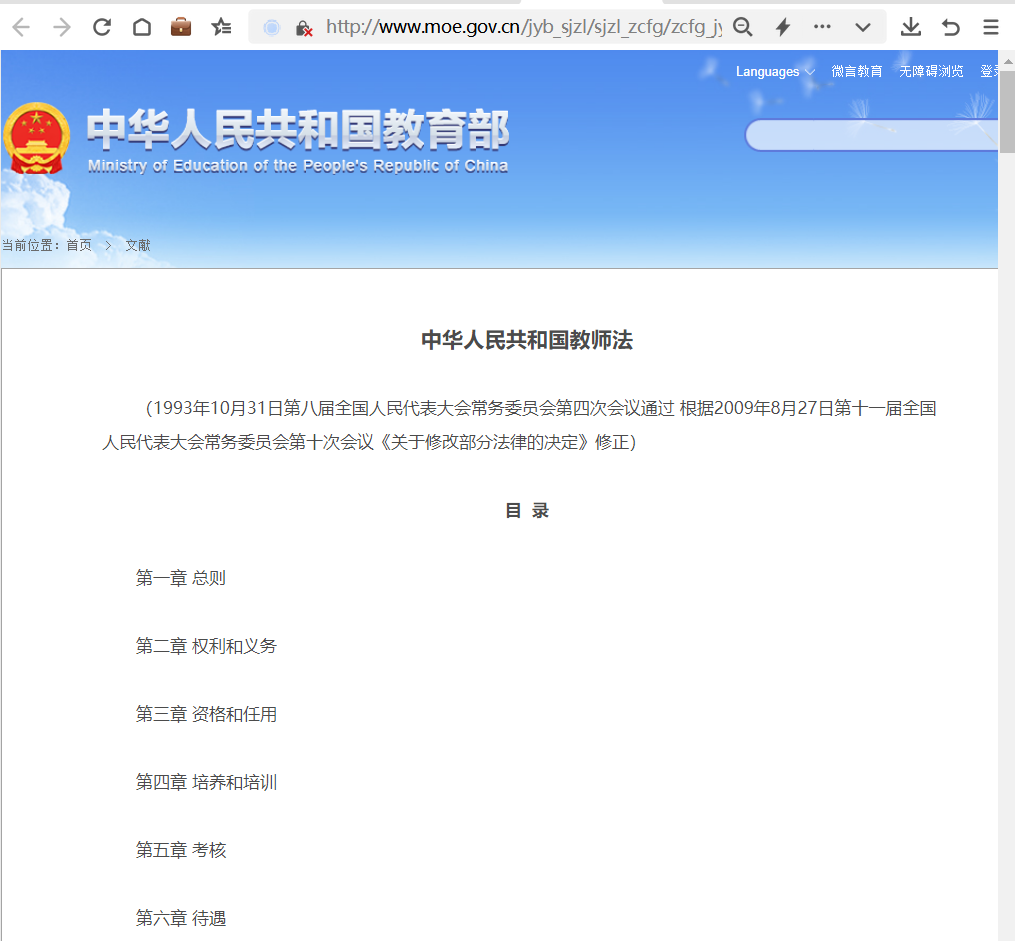 http://www.moe.gov.cn/jyb_sjzl/sjzl_zcfg/zcfg_jy
Languages 微言教育 无障碍浏览 登录
中华人民共和国教育部
Ministry of Education of the People's Republic of China
当前位置：首页 > 文献
中华人民共和国教师法
（1993年10月31日第八届全国人民代表大会常务委员会第四次会议通过 根据2009年8月27日第十一届全国
人民代表大会常务委员会第十次会议《关于修改部分法律的决定》修正）
目 录
第一章 总则
第二章 权利和义务
第三章 资格和任用
第四章 培养和培训
第五章 考核
第六章 待遇